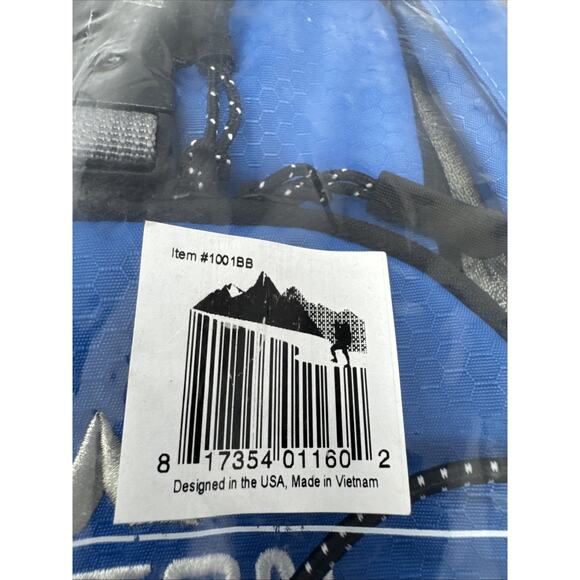 Item #1001BB
8 17354 01160 2
Designed in the USA, Made in Vietnam